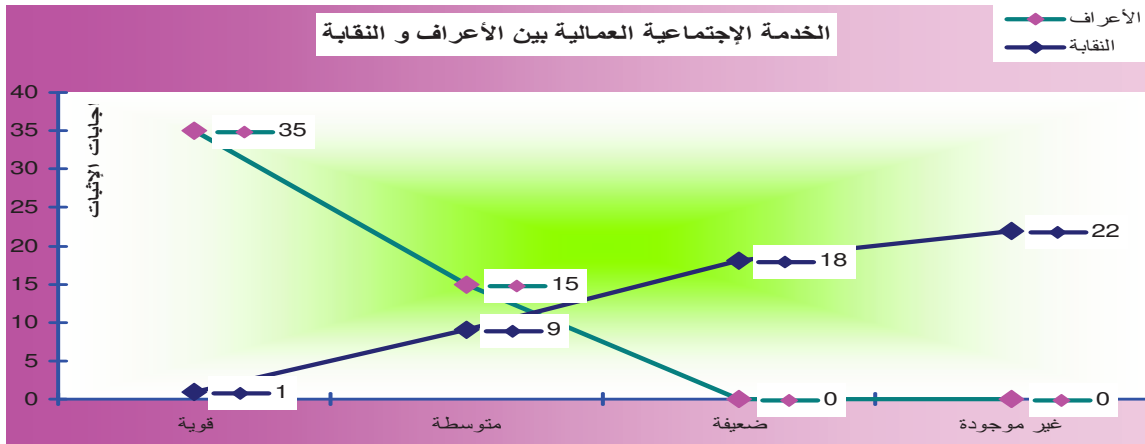 الخدمة الإجتماعية العمالية بين الأعراف و النقابة
الأعراف
النقابة
إجابات الإثبات
40
35
30
25
20
15
10
5
0
35
15
0
0
1
9
18
22
قوية
متوسطة
ضعيفة
غير موجودة